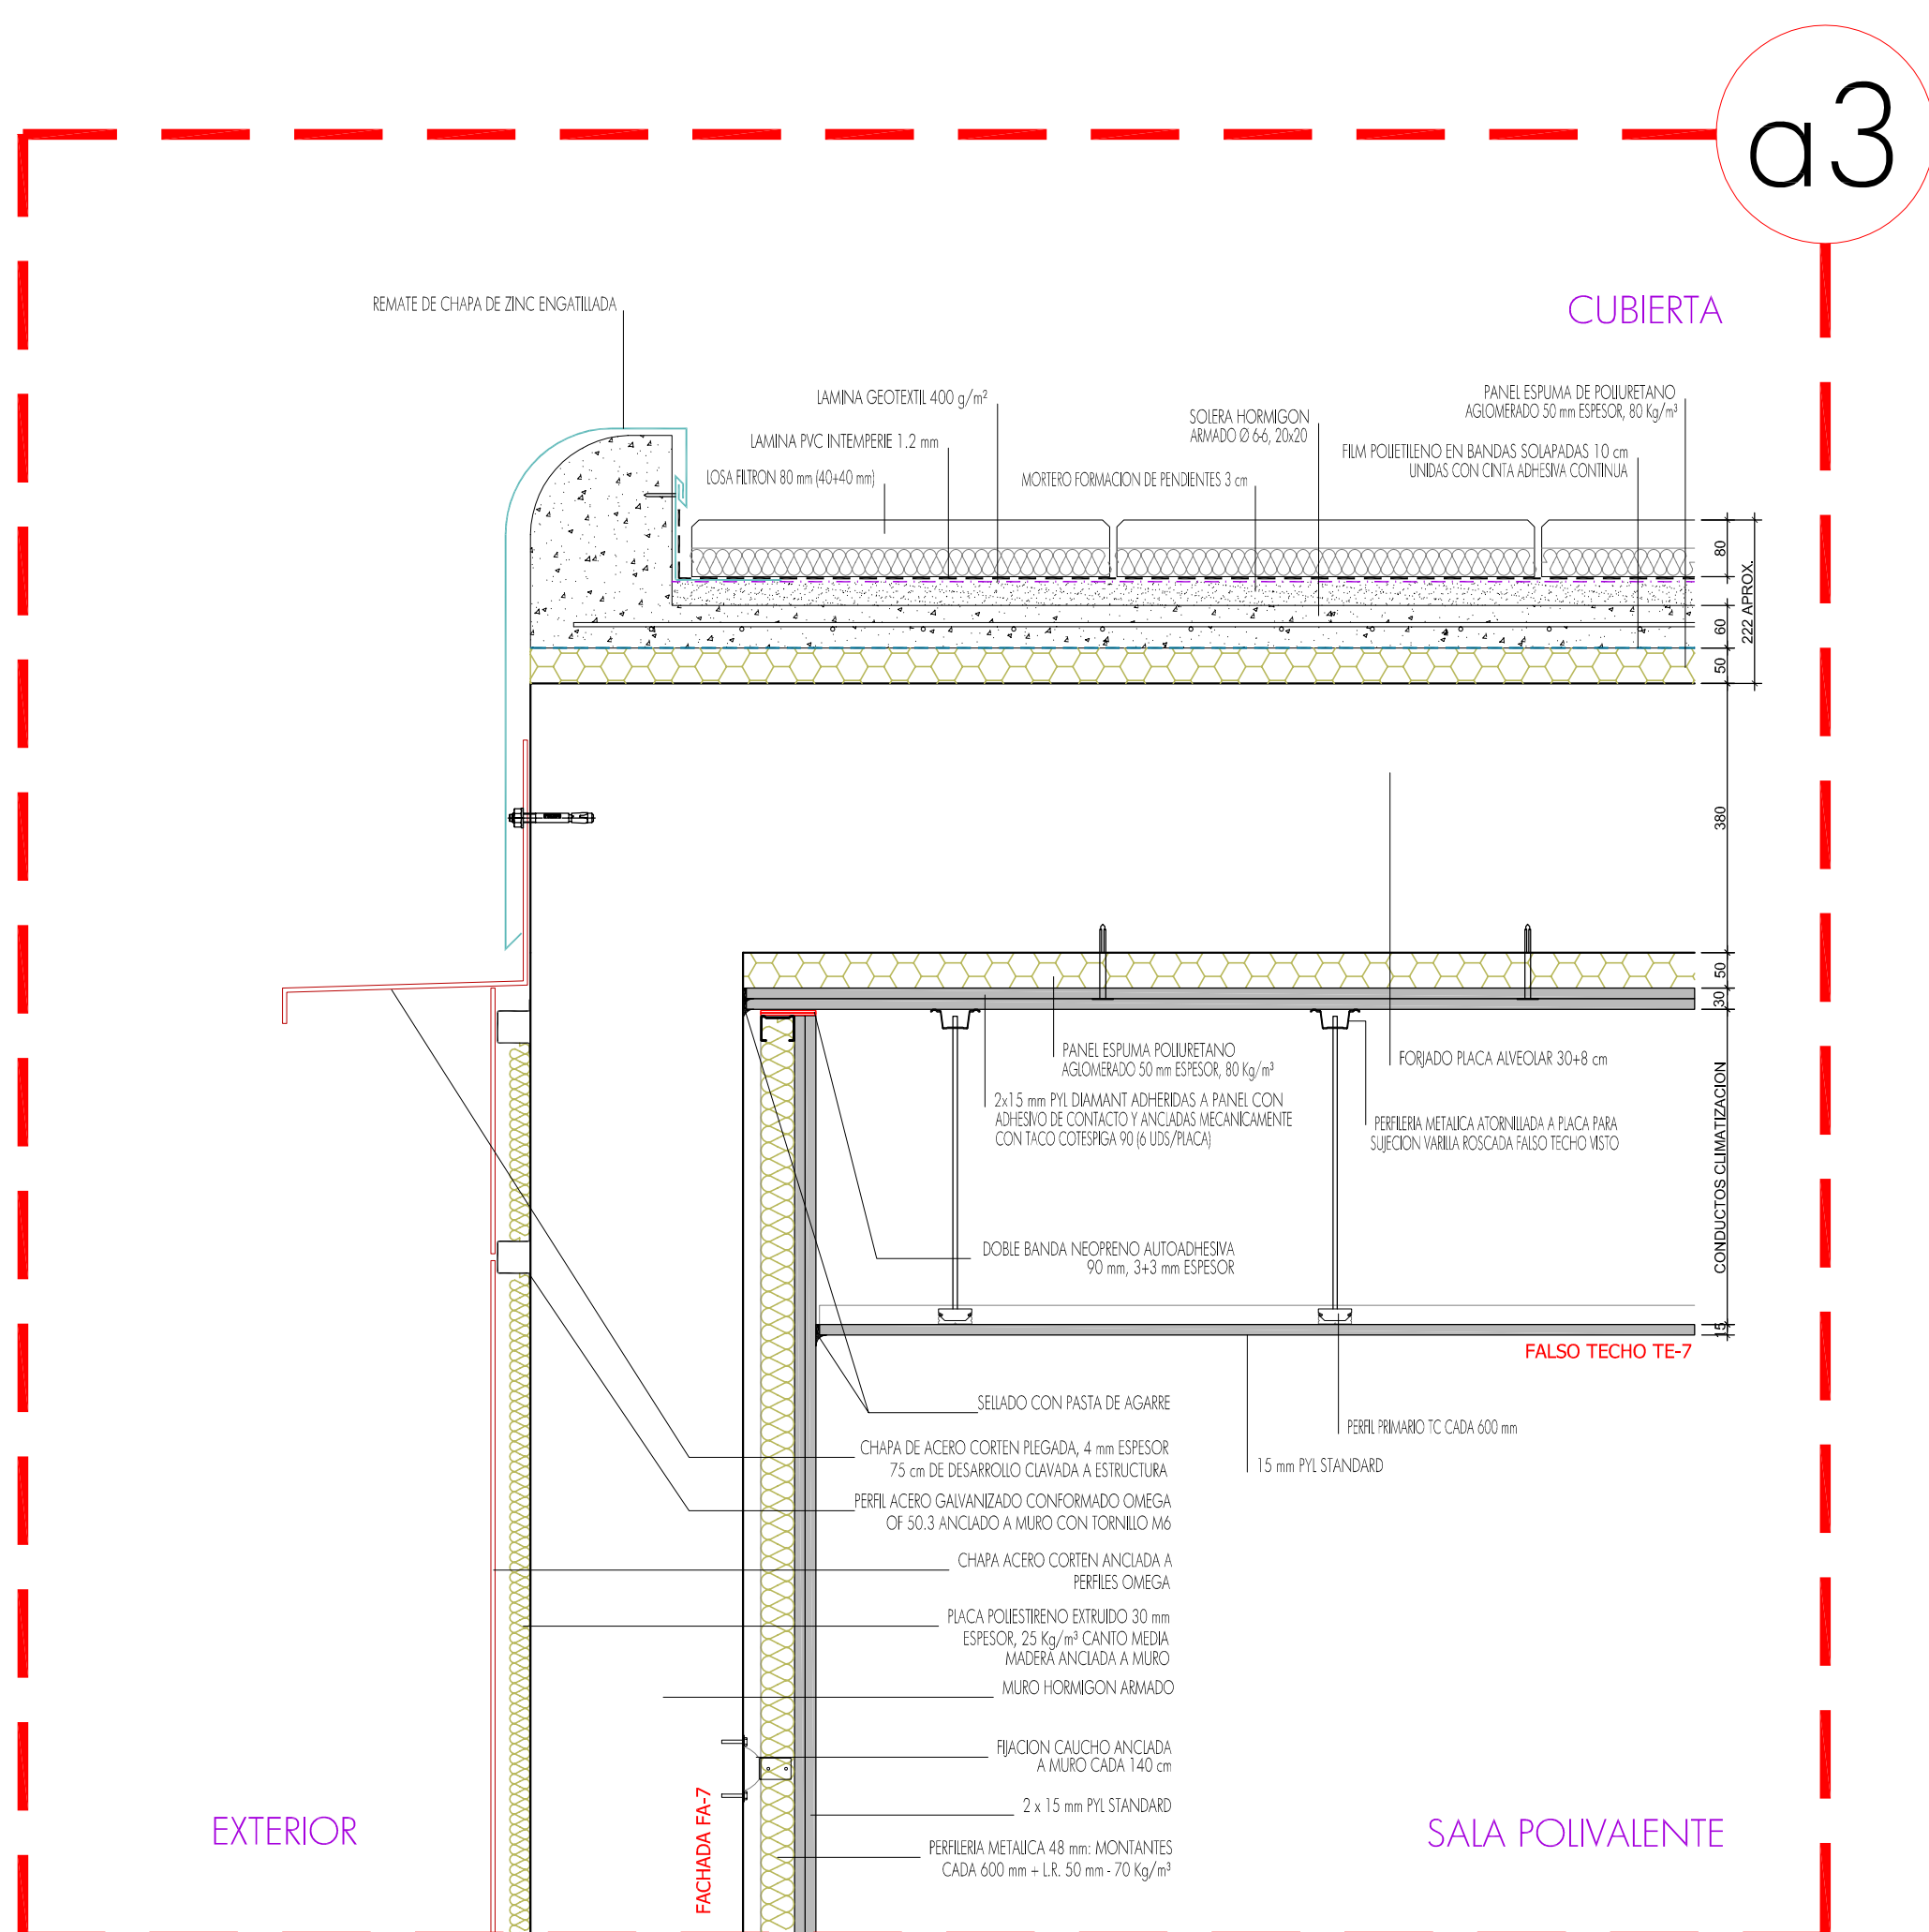 a3
CUBIERTA
REMATE DE CHAPA DE ZINC ENGATILLADA
LAMINA GEOTEXTIL 400 g/m²
LAMINA PVC INTEMPERIE 1.2 mm
LOSA FILTRON 80 mm (40+40 mm)
MORTERO FORMACION DE PENDIENTES 3 cm
SOLERA HORMIGON
ARMADO Ø 6-6, 20x20
PANEL ESPUMA DE POLIURETANO
AGLOMERADO 50 mm ESPESOR, 80 Kg/m³
FILM POLIETILENO EN BANDAS SOLAPADAS 10 cm
UNIDAS CON CINTA ADHESIVA CONTINUA
80
60
50
222 APROX.
380
50
30
CONDUCTOS CLIMATIZACION
15
PANEL ESPUMA POLIURETANO
AGLOMERADO 50 mm ESPESOR, 80 Kg/m³
2x15 mm PYL DIAMANT ADHERIDAS A PANEL CON
ADHESIVO DE CONTACTO Y ANCLADAS MECANICAMENTE
CON TACO COTESPIGA 90 (6 UDS/PLACA)
FORJADO PLACA ALVEOLAR 30+8 cm
PERFILERIA METALICA ATORNILLADA A PLACA PARA
SUJECION VARILLA ROSCADA FALSO TECHO VISTO
DOBLE BANDA NEOPRENO AUTOADHESIVA
90 mm, 3+3 mm ESPESOR
FALSO TECHO TE-7
SELLADO CON PASTA DE AGARRE
PERFIL PRIMARIO TC CADA 600 mm
15 mm PYL STANDARD
CHAPA DE ACERO CORTEN PLEGADA, 4 mm ESPESOR
75 cm DE DESARROLLO CLAVADA A ESTRUCTURA
PERFIL ACERO GALVANIZADO CONFORMADO OMEGA
OF 50.3 ANCLADO A MURO CON TORNILLO M6
CHAPA ACERO CORTEN ANCLADA A
PERFILES OMEGA
PLACA POLIESTIRENO EXTRUIDO 30 mm
ESPESOR, 25 Kg/m³ CANTO MEDIA
MADERA ANCLADA A MURO
MURO HORMIGON ARMADO
FIJACION CAUCHO ANCLADA
A MURO CADA 140 cm
2 x 15 mm PYL STANDARD
PERFILERIA METALICA 48 mm: MONTANTES
CADA 600 mm + L.R. 50 mm - 70 Kg/m³
FACHADA FA-7
EXTERIOR
SALA POLIVALENTE